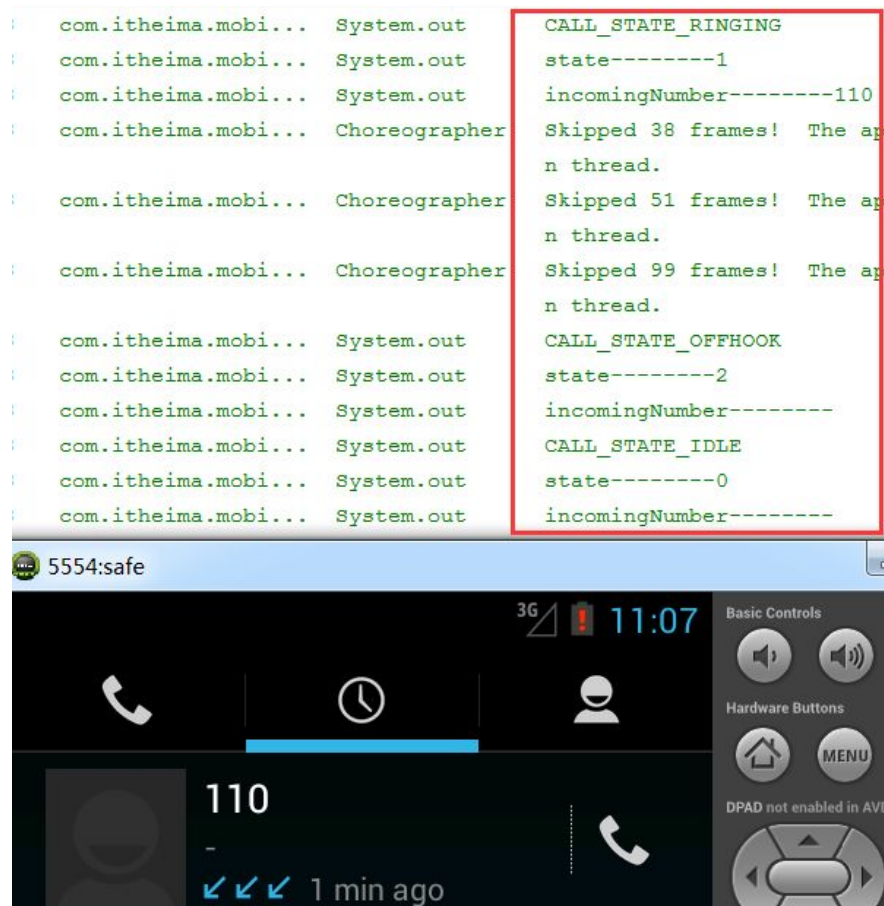 com.itheima.mobi... System.out CALL_STATE_RINGING
com.itheima.mobi... System.out state--------1
com.itheima.mobi... System.out incomingNumber--------110
com.itheima.mobi... Choreographer Skipped 38 frames! The ap
n thread.
com.itheima.mobi... Choreographer Skipped 51 frames! The ap
n thread.
com.itheima.mobi... Choreographer Skipped 99 frames! The ap
n thread.
com.itheima.mobi... System.out CALL_STATE_OFFHOOK
com.itheima.mobi... System.out state--------2
com.itheima.mobi... System.out incomingNumber--------
com.itheima.mobi... System.out CALL_STATE_IDLE
com.itheima.mobi... System.out state--------0
com.itheima.mobi... System.out incomingNumber--------
5554:safe
3G 11:07
Basic Controls
Hardware Buttons
MENU
DPAD not enabled in AVD
110
-
1 min ago